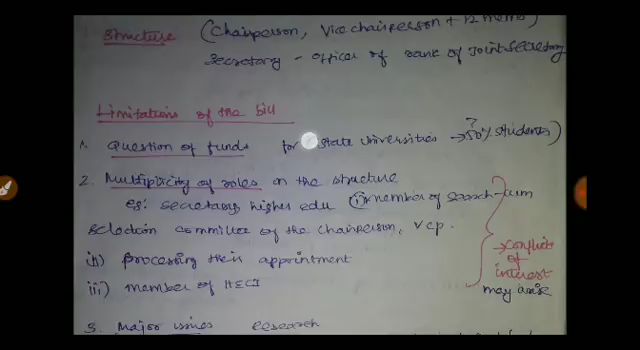 Structure (Chairperson, Vice chairperson + 12 memb)
Secretary - officer of rank of Joint Secretary
Limitations of the bill
1. Question of funds for state universities → 50% students)
?
2. Multiplicity of roles in the structure
eg: secretary higher edu (i) member of search-cum
selection committee of the chairperson, vcp.
ii) processing their appointment
iii) member of HECI
→ conflict
of
interest
may arise
3. Major issues research